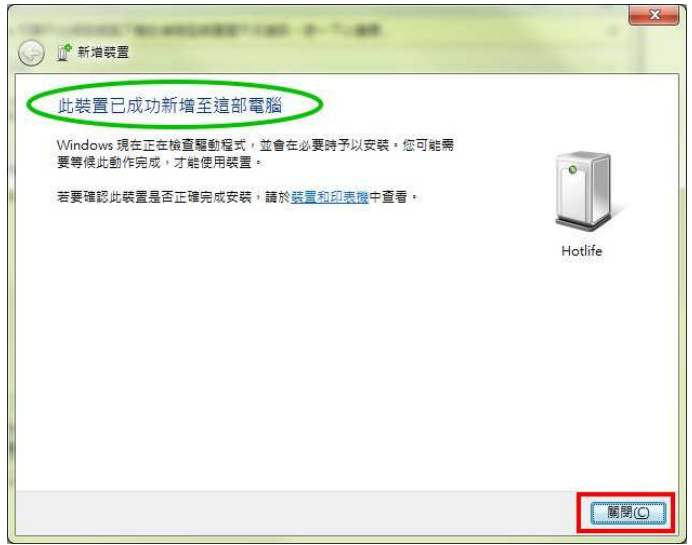 新增裝置
此裝置已成功新增至這部電腦
Windows 現在正在檢查驅動程式，並會在必要時予以安裝。您可能需
要等候此動作完成，才能使用裝置。
若要確認此裝置是否正確完成安裝，請於裝置和印表機中查看。
Hotlife
關閉(C)